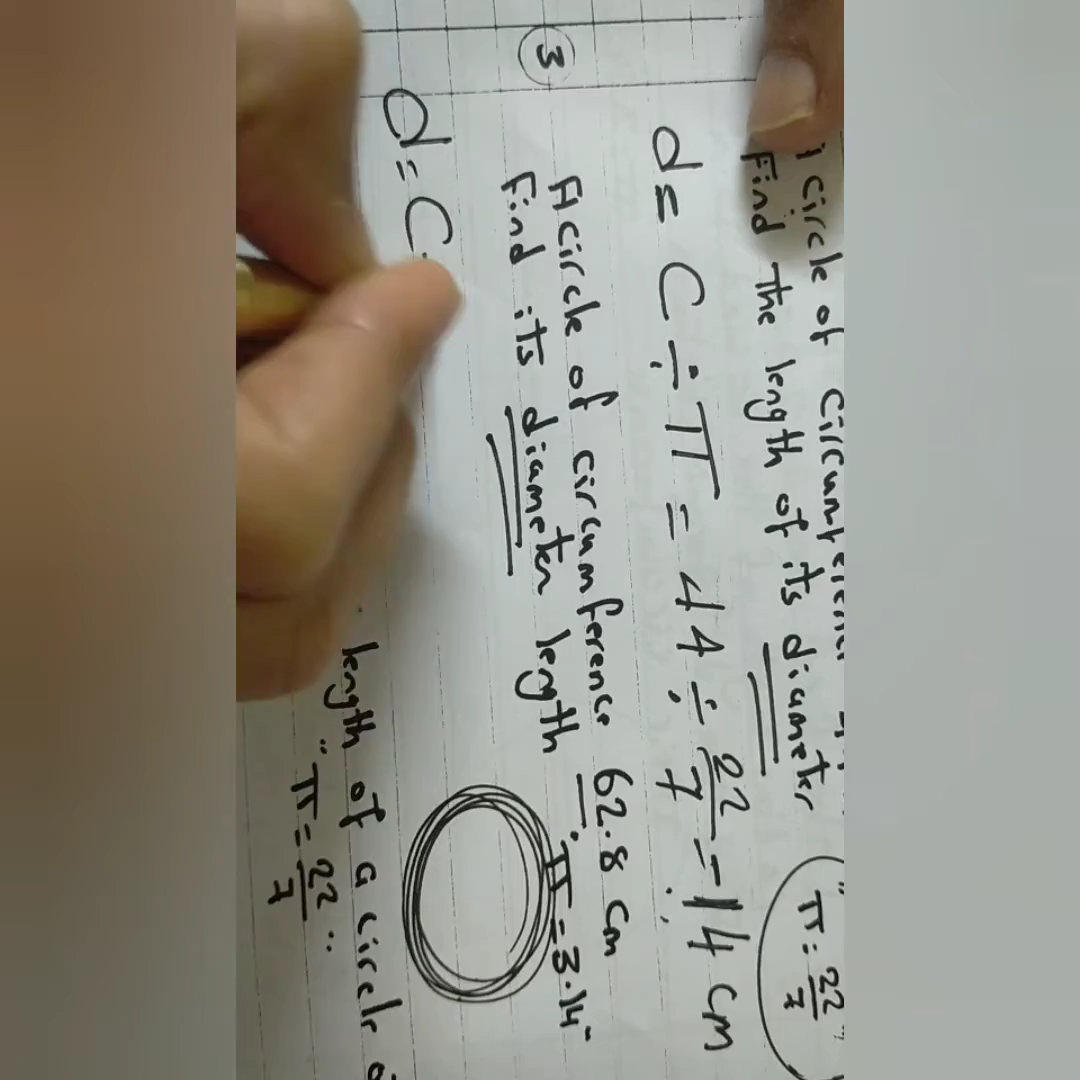 circle of circumference
Find the length of its diameter
"π = 22/7"
d = C ÷ π = 44 ÷ 22/7 = 14 cm
3
A circle of circumference 62.8 cm
Find its diameter length π = 3.14"
d = C
length of a circle
"π = 22/7"